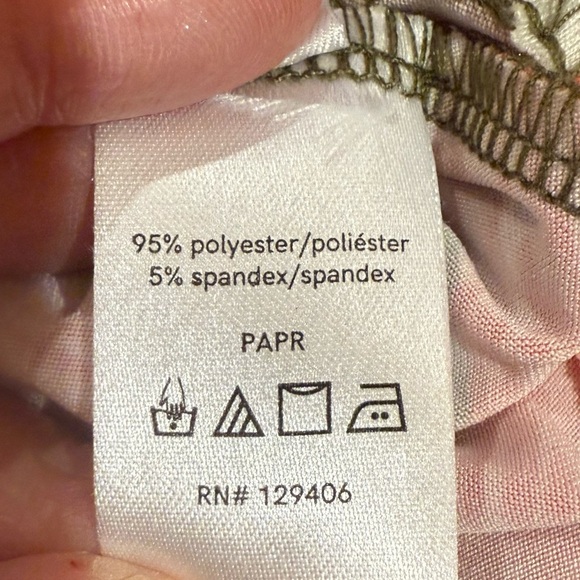 95% polyester/poliéster
5% spandex/spandex
PAPR
RN# 129406